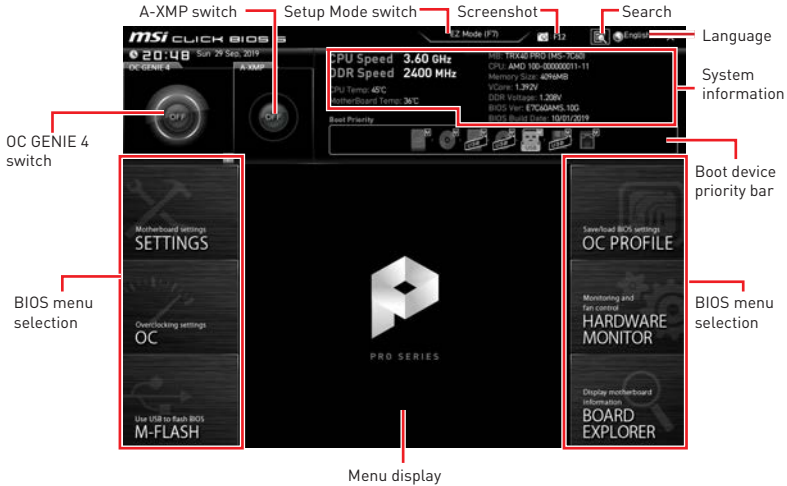 A-XMP switch
Setup Mode switch
Screenshot
Search
msi CLICK BIOS 5
EZ Mode (F7)
F12
English
Language
20:48 Sun 29 Sep, 2019
OC GENIE 4
A-XMP
OFF
OFF
CPU Speed 3.60 GHz
DDR Speed 2400 MHz
CPU Temp: 45°C
MotherBoard Temp: 36°C
MB: TRX40 PRO (MS-7C60)
CPU: AMD 100-000000011-11
Memory Size: 4096MB
VCore: 1.392V
DDR Voltage: 1.208V
BIOS Ver: E7C60AMS.10G
BIOS Build Date: 10/01/2019
System
information
Boot Priority
USB
USB
USB
USB
OC GENIE 4
switch
Boot device
priority bar
Motherboard settings
SETTINGS
Overclocking settings
OC
Use USB to flash BIOS
M-FLASH
BIOS menu
selection
PRO SERIES
Save/load BIOS settings
OC PROFILE
Monitoring and
fan control
HARDWARE
MONITOR
Display motherboard
information
BOARD
EXPLORER
BIOS menu
selection
Menu display